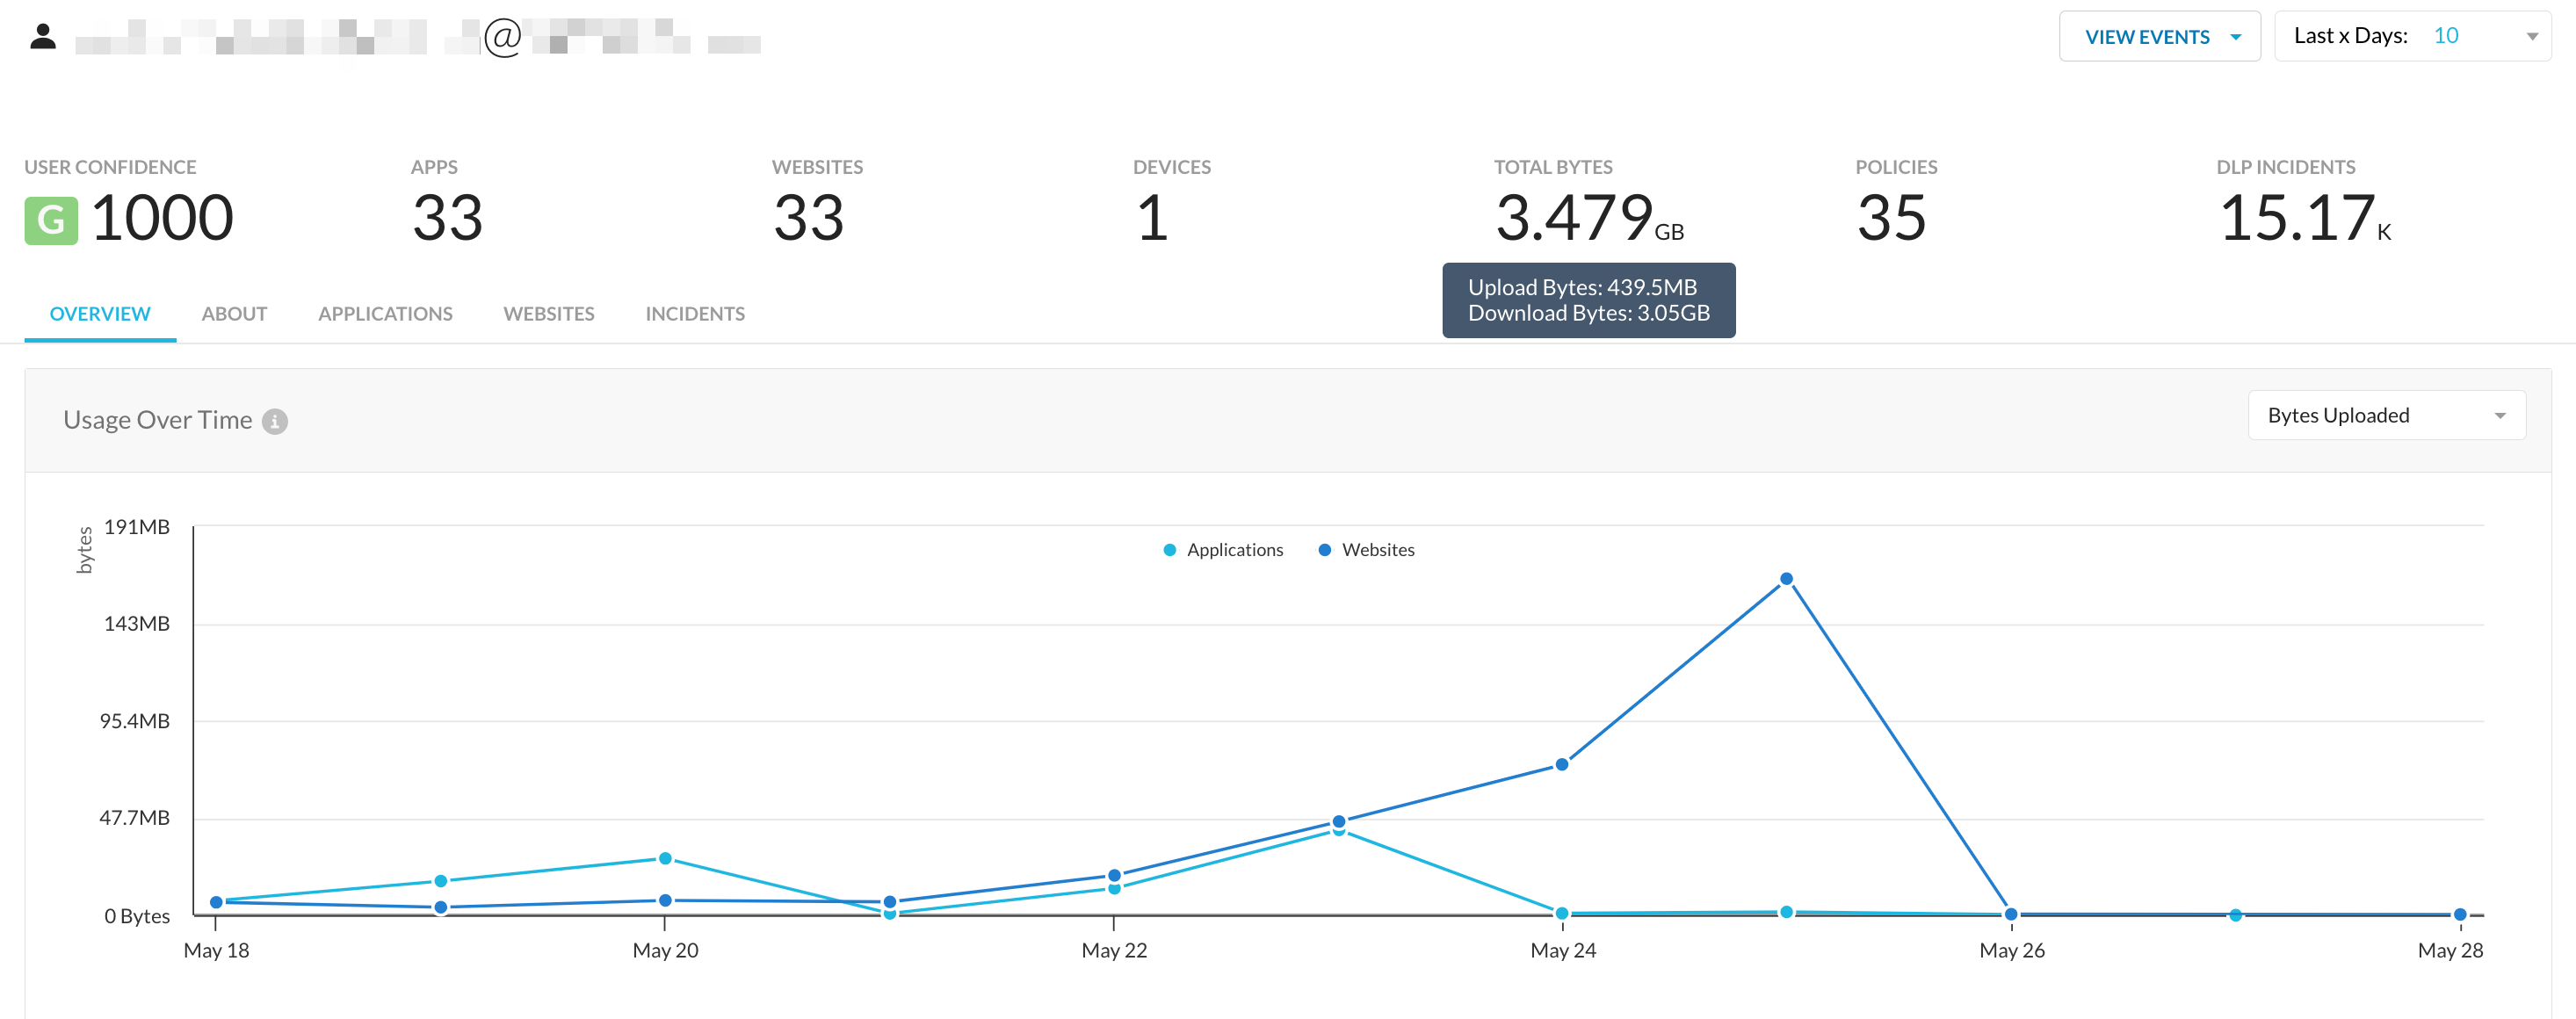 @
VIEW EVENTS
Last x Days: 10
USER CONFIDENCE
G 1000
APPS
33
WEBSITES
33
DEVICES
1
TOTAL BYTES
3.479GB
POLICIES
35
DLP INCIDENTS
15.17K
Upload Bytes: 439.5MB
Download Bytes: 3.05GB
OVERVIEW ABOUT APPLICATIONS WEBSITES INCIDENTS
Usage Over Time i
Bytes Uploaded
bytes
Applications Websites
191MB
143MB
95.4MB
47.7MB
0 Bytes
May 18 May 20 May 22 May 24 May 26 May 28